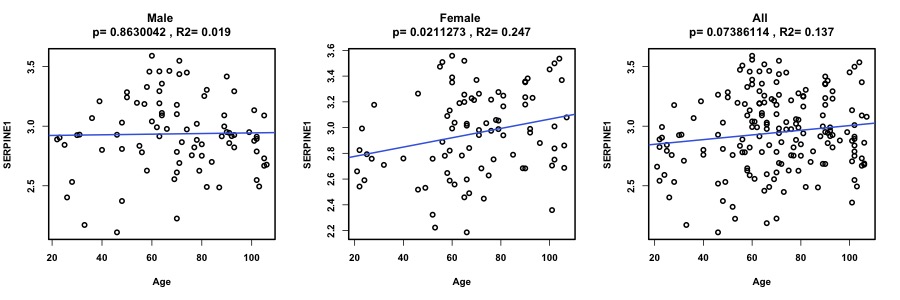 Male
p= 0.8630042 , R2= 0.019
SERPINE1
3.5
3.0
2.5
20 40 60 80 100
Age
Female
p= 0.0211273 , R2= 0.247
SERPINE1
3.6
3.4
3.2
3.0
2.8
2.6
2.4
2.2
20 40 60 80 100
Age
All
p= 0.07386114 , R2= 0.137
SERPINE1
3.5
3.0
2.5
20 40 60 80 100
Age